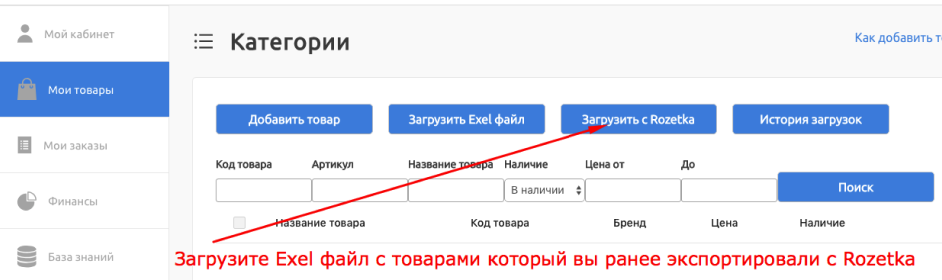 Мой кабинет
Категории
Как добавить т
Мои товары
Добавить товар
Загрузить Exel файл
Загрузить с Rozetka
История загрузок
Мои заказы
Код товара
Артикул
Название товара
Наличие
Цена от
До
В наличии
Поиск
Финансы
Название товара
Код товара
Бренд
Цена
Наличие
База знаний
Загрузите Exel файл с товарами который вы ранее экспортировали с Rozetka